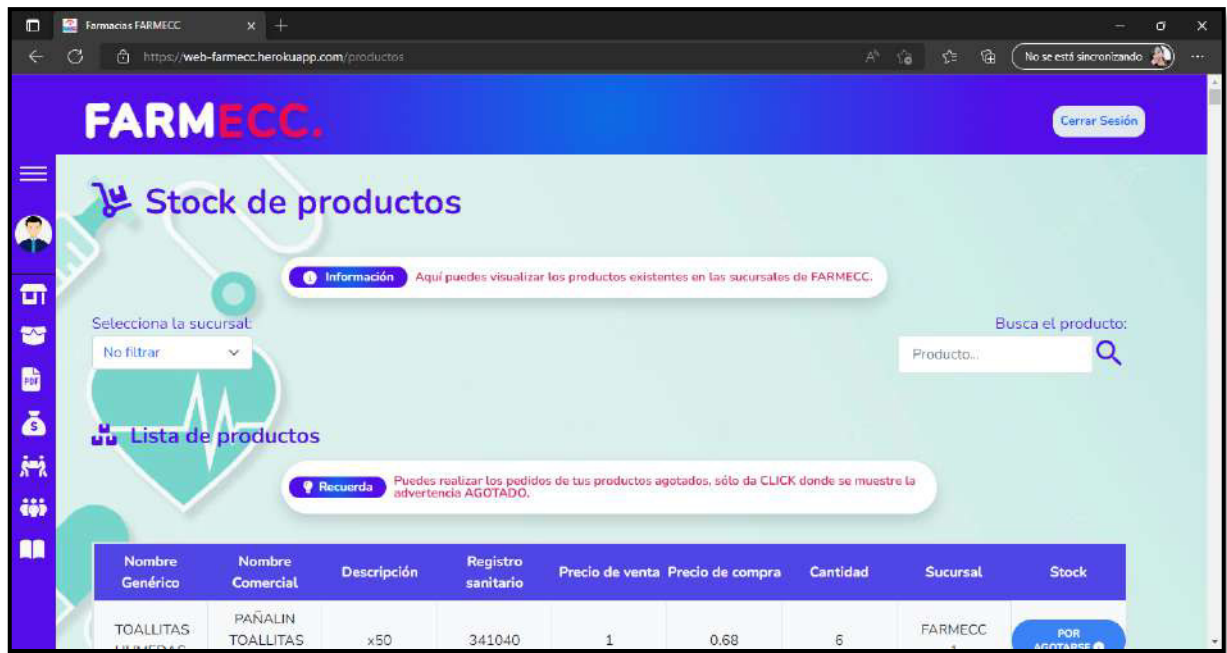 Farmacias FARMECC
https://web-farmecc.herokuapp.com/productos
No se está sincronizando
FARMECC.
Cerrar Sesión
Stock de productos
Información
Aquí puedes visualizar los productos existentes en las sucursales de FARMECC.
Selecciona la sucursal:
Busca el producto:
No filtrar
Producto...
PDF
Lista de productos
Recuerda
Puedes realizar los pedidos de tus productos agotados, sólo da CLICK donde se muestre la
advertencia AGOTADO.
Nombre Genérico
Nombre Comercial
Descripción
Registro sanitario
Precio de venta
Precio de compra
Cantidad
Sucursal
Stock
TOALLITAS HUMEDAS
PAÑALIN TOALLITAS
x50
341040
1
0.68
6
FARMECC 1
POR AGOTARSE